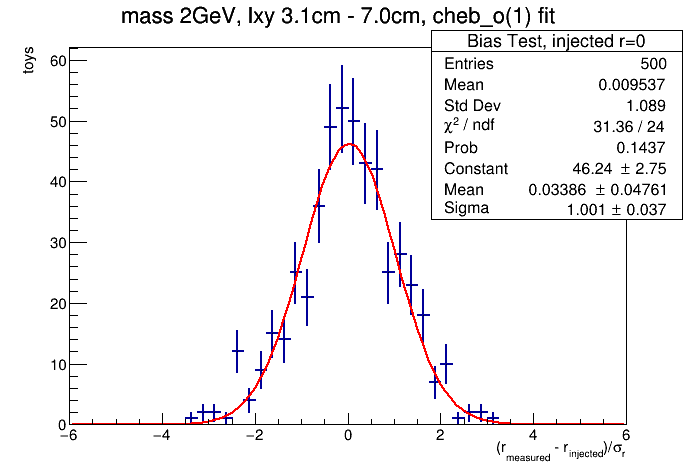 mass 2GeV, lxy 3.1cm - 7.0cm, cheb_o(1) fit
Bias Test, injected r=0
Entries 500
Mean 0.009537
Std Dev 1.089
χ² / ndf 31.36 / 24
Prob 0.1437
Constant 46.24 ± 2.75
Mean 0.03386 ± 0.04761
Sigma 1.001 ± 0.037
toys
60
50
40
30
20
10
0
−6 −4 −2 0 2 4 6
(r_measured - r_injected)/σ_r